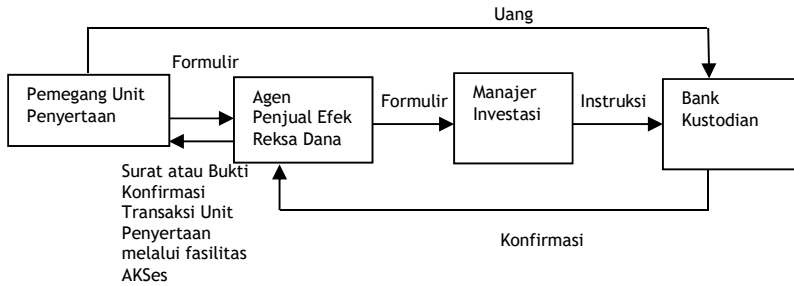 Uang
Formulir
Pemegang Unit
Penyertaan
Agen
Penjual Efek
Reksa Dana
Formulir
Manajer
Investasi
Instruksi
Bank
Kustodian
Surat atau Bukti
Konfirmasi
Transaksi Unit
Penyertaan
melalui fasilitas
AKSes
Konfirmasi